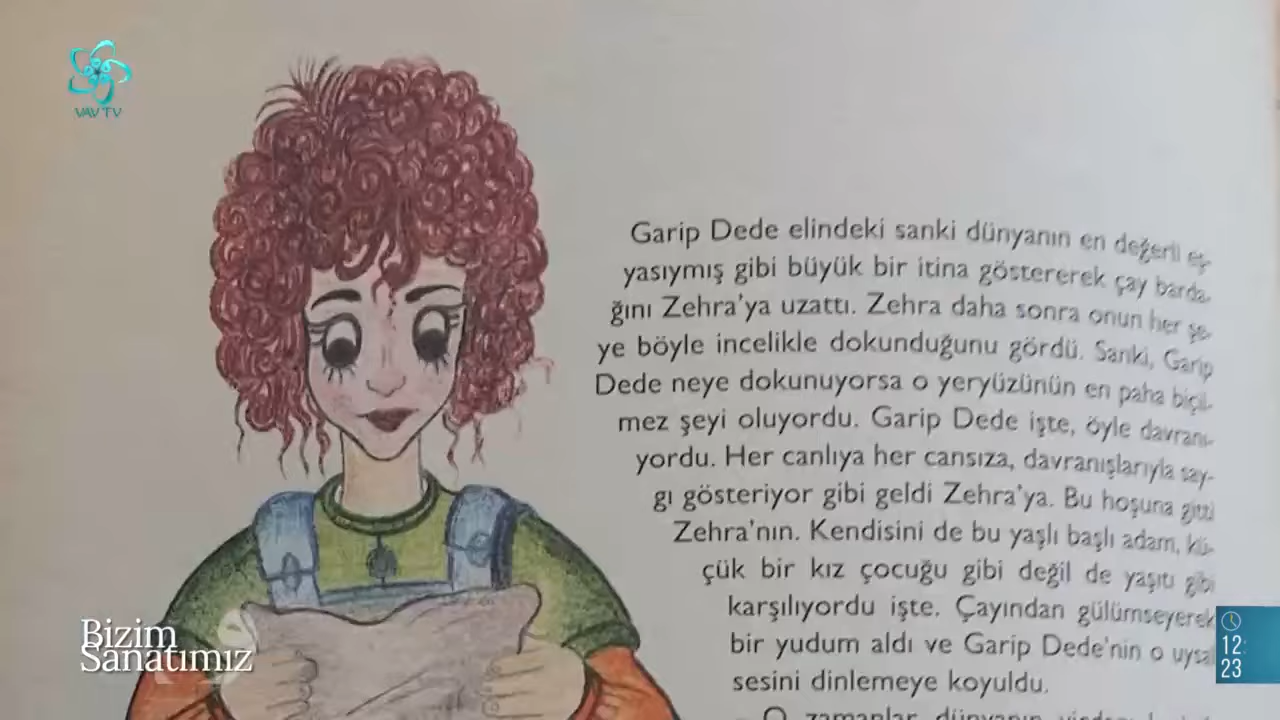 VAV TV
Garip Dede elindeki sanki dünyanın en değerli eş-
yasıymış gibi büyük bir itina göstererek çay barda-
ğını Zehra'ya uzattı. Zehra daha sonra onun her şe-
ye böyle incelikle dokunduğunu gördü. Sanki, Garip
Dede neye dokunuyorsa o yeryüzünün en paha biçil-
mez şeyi oluyordu. Garip Dede işte, öyle davranı-
yordu. Her canlıya her cansıza, davranışlarıyla say-
gı gösteriyor gibi geldi Zehra'ya. Bu hoşuna gitti
Zehra'nın. Kendisini de bu yaşlı başlı adam, kü-
çük bir kız çocuğu gibi değil de yaşıtı gibi
karşılıyordu işte. Çayından gülümseyerek
bir yudum aldı ve Garip Dede'nin o uysal
sesini dinlemeye koyuldu.
O zamanlar
Bizim
Sanatımız
12:
23